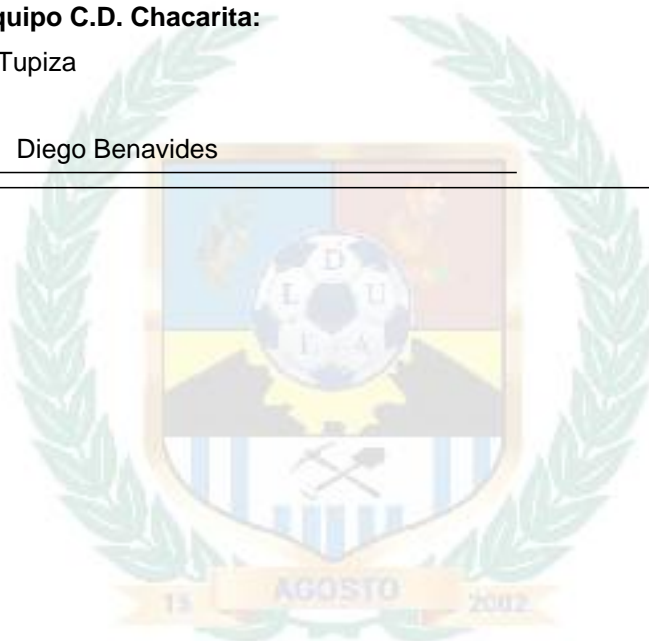 quipo C.D. Chacarita:
Tupiza
Diego Benavides
D
L U
L A
15 AGOSTO 2002